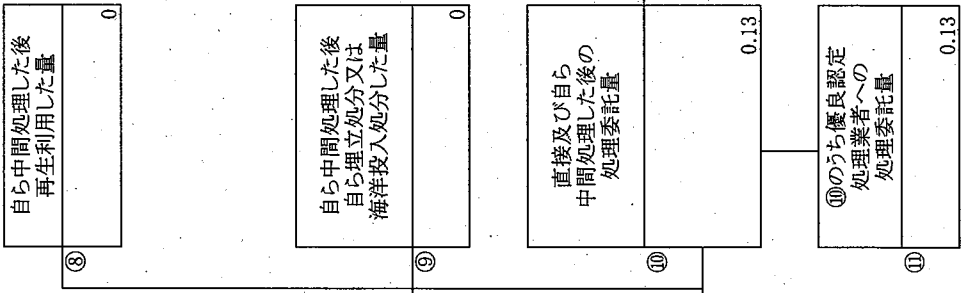 ⑧
自ら中間処理した後
再生利用した量
0
⑨
自ら中間処理した後
自ら埋立処分又は
海洋投入処分した量
0
⑩
直接及び自ら
中間処理した後の
処理委託量
0.13
⑪
⑩のうち優良認定
処理業者への
処理委託量
0.13